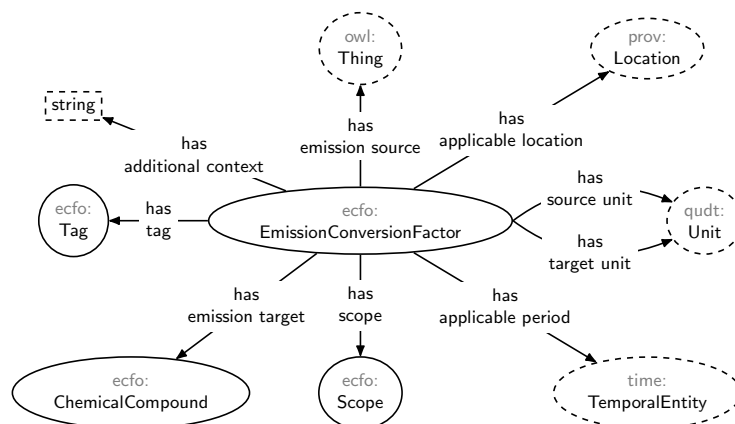 owl:
Thing
prov:
Location
string
has
additional context
has
emission source
has
applicable location
ecfo:
Tag
has
tag
ecfo:
EmissionConversionFactor
has
source unit
has
target unit
qudt:
Unit
has
emission target
has
scope
has
applicable period
ecfo:
ChemicalCompound
ecfo:
Scope
time:
TemporalEntity